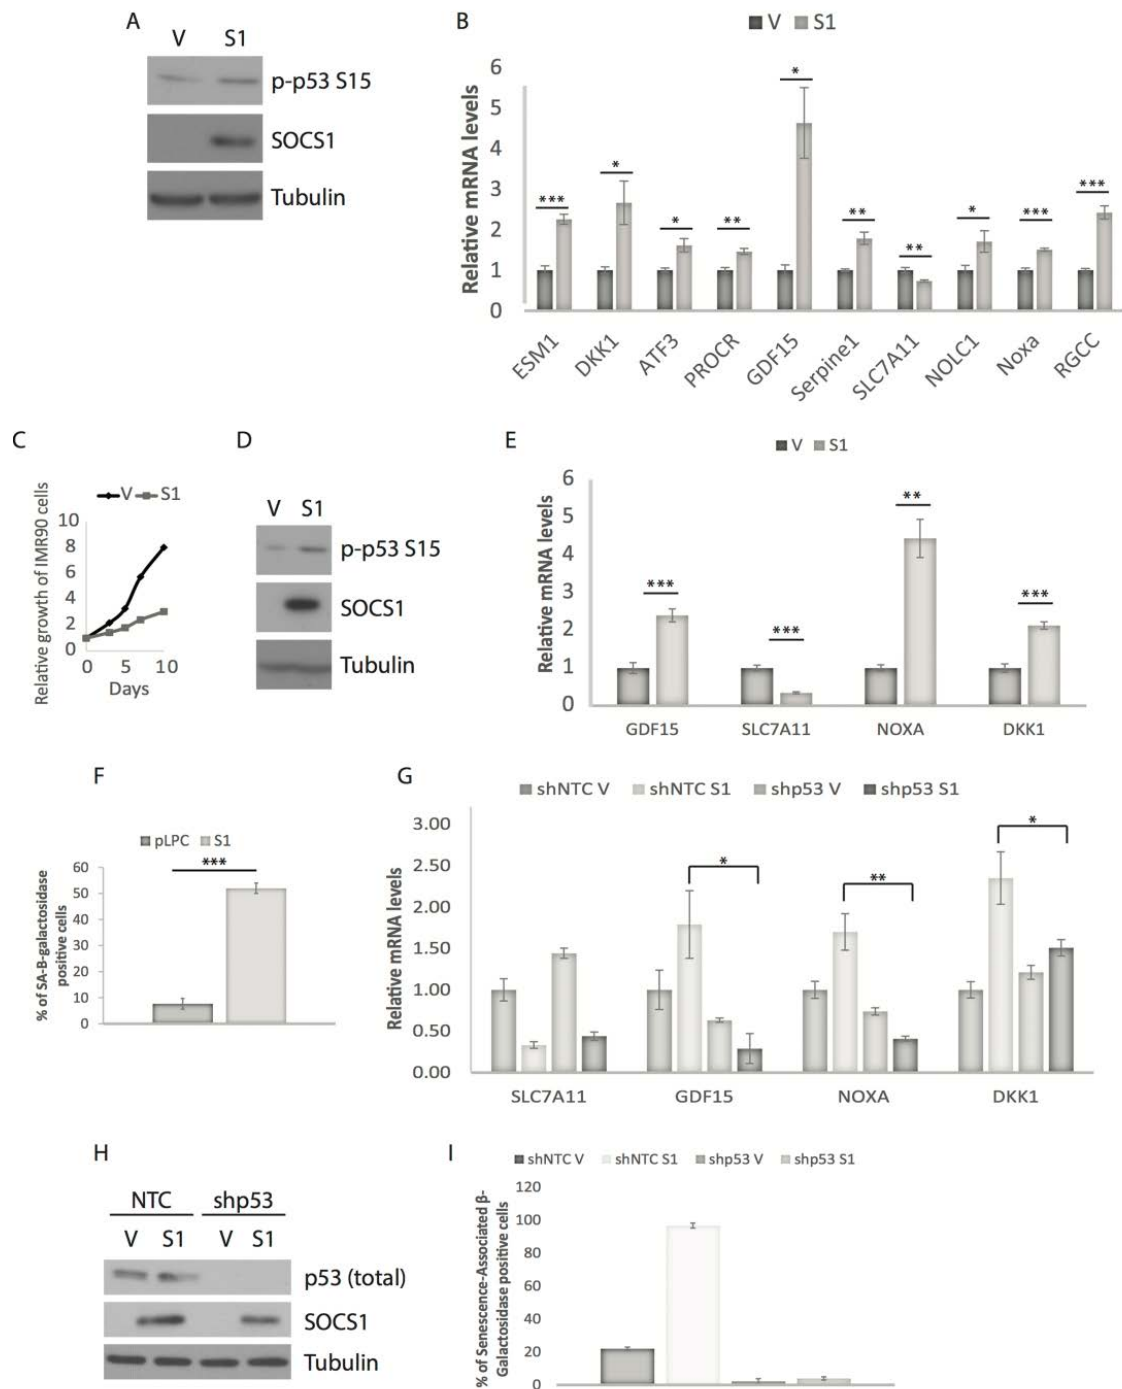 A
V S1
p-p53 S15
SOCS1
Tubulin
B
V S1
Relative mRNA levels
6
5
4
3
2
1
0
*** * * ** * ** ** * *** ***
ESM1 DKK1 ATF3 PROCR GDF15 Serpine1 SLC7A11 NOLC1 Noxa RGCC
C
V S1
Relative growth of IMR90 cells
10
8
6
4
2
0
0 5 10
Days
D
V S1
p-p53 S15
SOCS1
Tubulin
E
V S1
Relative mRNA levels
6
5
4
3
2
1
0
*** *** ** ***
GDF15 SLC7A11 NOXA DKK1
F
pLPC S1
% of SA-B-galactosidase
positive cells
60
50
40
30
20
10
0
***
G
shNTC V shNTC S1 shp53 V shp53 S1
Relative mRNA levels
3.00
2.50
2.00
1.50
1.00
0.50
0.00
* ** *
SLC7A11 GDF15 NOXA DKK1
H
NTC shp53
V S1 V S1
p53 (total)
SOCS1
Tubulin
I
shNTC V shNTC S1 shp53 V shp53 S1
% of Senescence-Associated β-
Galactosidase positive cells
120
100
80
60
40
20
0